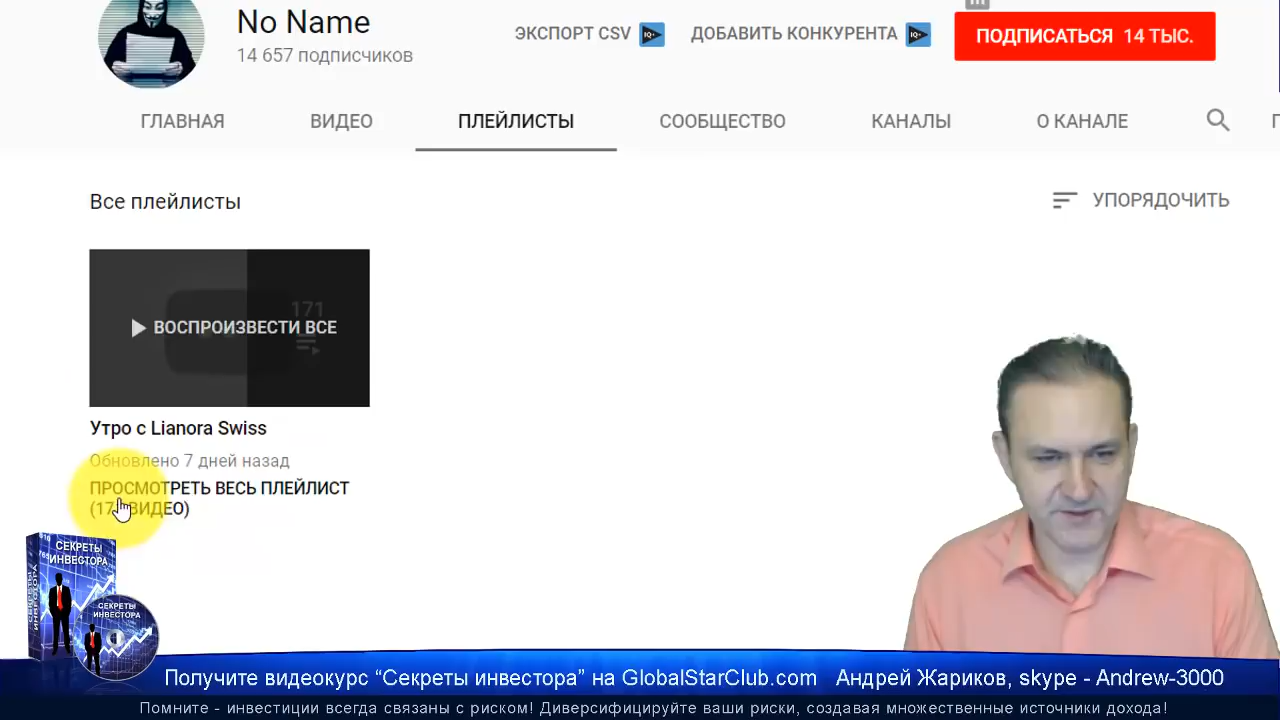 No Name
14 657 подписчиков
ЭКСПОРТ CSV IQ
ДОБАВИТЬ КОНКУРЕНТА IQ
ПОДПИСАТЬСЯ 14 ТЫС.
ГЛАВНАЯ ВИДЕО ПЛЕЙЛИСТЫ СООБЩЕСТВО КАНАЛЫ О КАНАЛЕ
Все плейлисты
УПОРЯДОЧИТЬ
171
ВОСПРОИЗВЕСТИ ВСЕ
Утро с Lianora Swiss
Обновлено 7 дней назад
ПРОСМОТРЕТЬ ВЕСЬ ПЛЕЙЛИСТ
ВИДЕО)
СЕКРЕТЫ
ИНВЕСТОРА
СЕКРЕТЫ
ИНВЕСТОРА
Получите видеокурс “Секреты инвестора” на GlobalStarClub.com Андрей Жариков, skype - Andrew-3000
Помните - инвестиции всегда связаны с риском! Диверсифицируйте ваши риски, создавая множественные источники дохода!